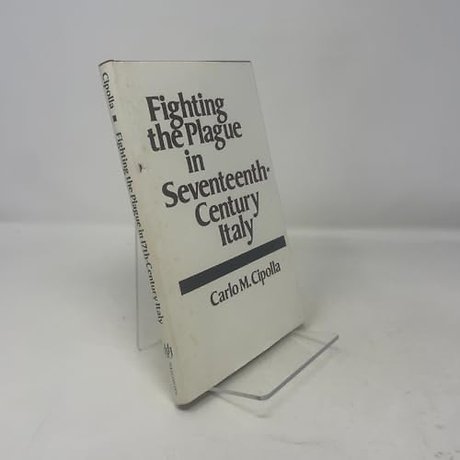 Fighting
the Plague
in
Seventeenth-
Century
Italy
Carlo M. Cipolla
Cipolla ■ Fighting the Plague in 17th-Century Italy